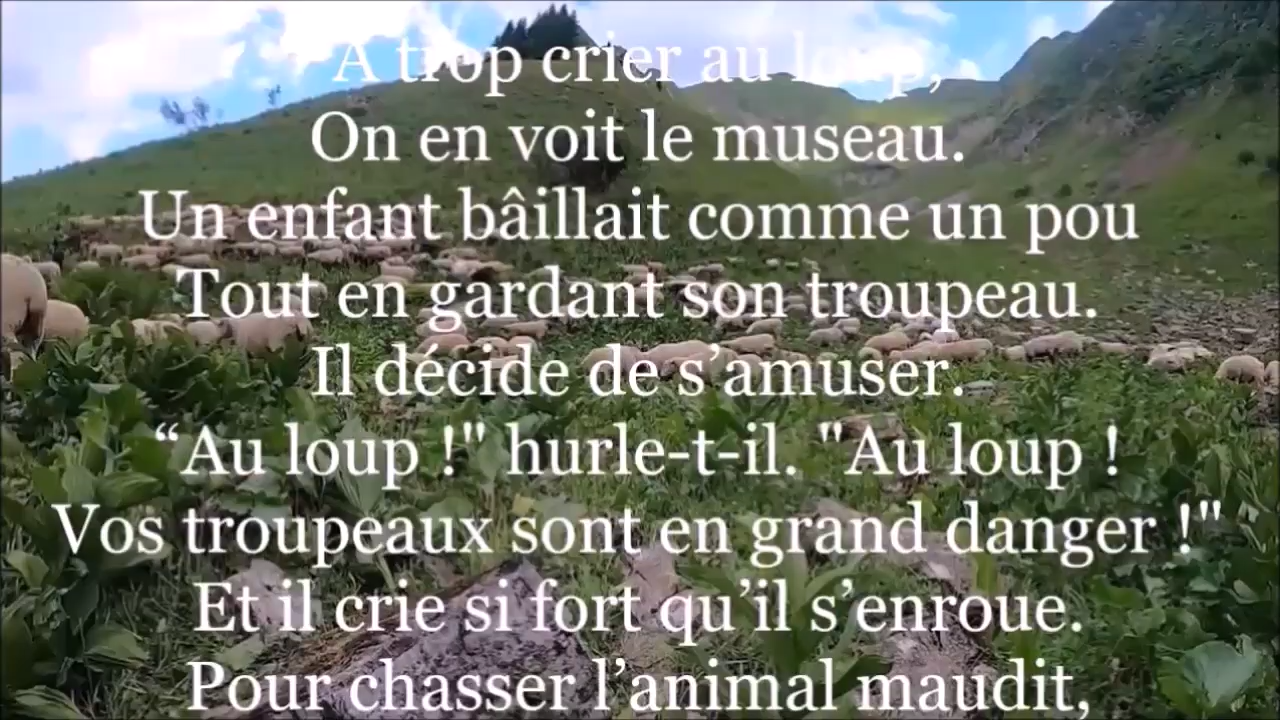 A trop crier au loup,
On en voit le museau.
Un enfant bâillait comme un pou
Tout en gardant son troupeau.
Il décide de s’amuser.
“Au loup !" hurle-t-il. "Au loup !
Vos troupeaux sont en grand danger !"
Et il crie si fort qu’il s’enroue.
Pour chasser l’animal maudit,